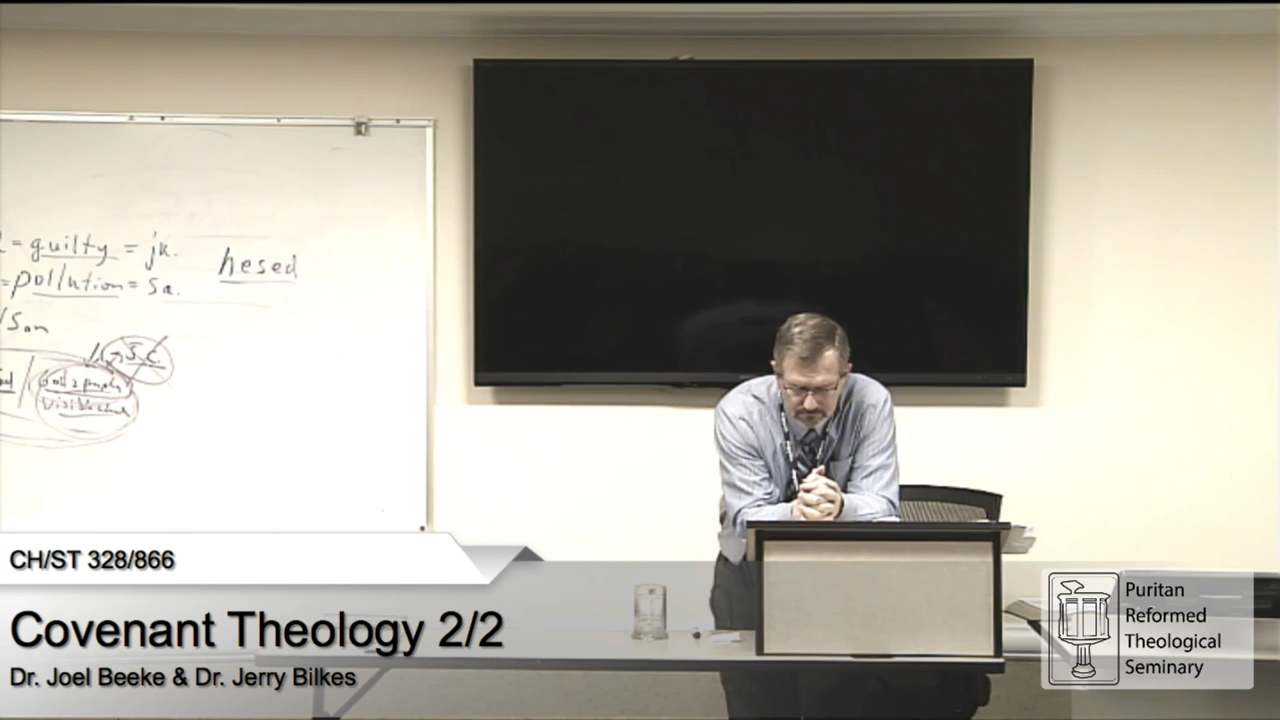 = guilty = jk.
= pollution = Sa.
hesed
/Son
S.C.
CH/ST 328/866
Covenant Theology 2/2
Dr. Joel Beeke & Dr. Jerry Bilkes
Puritan
Reformed
Theological
Seminary